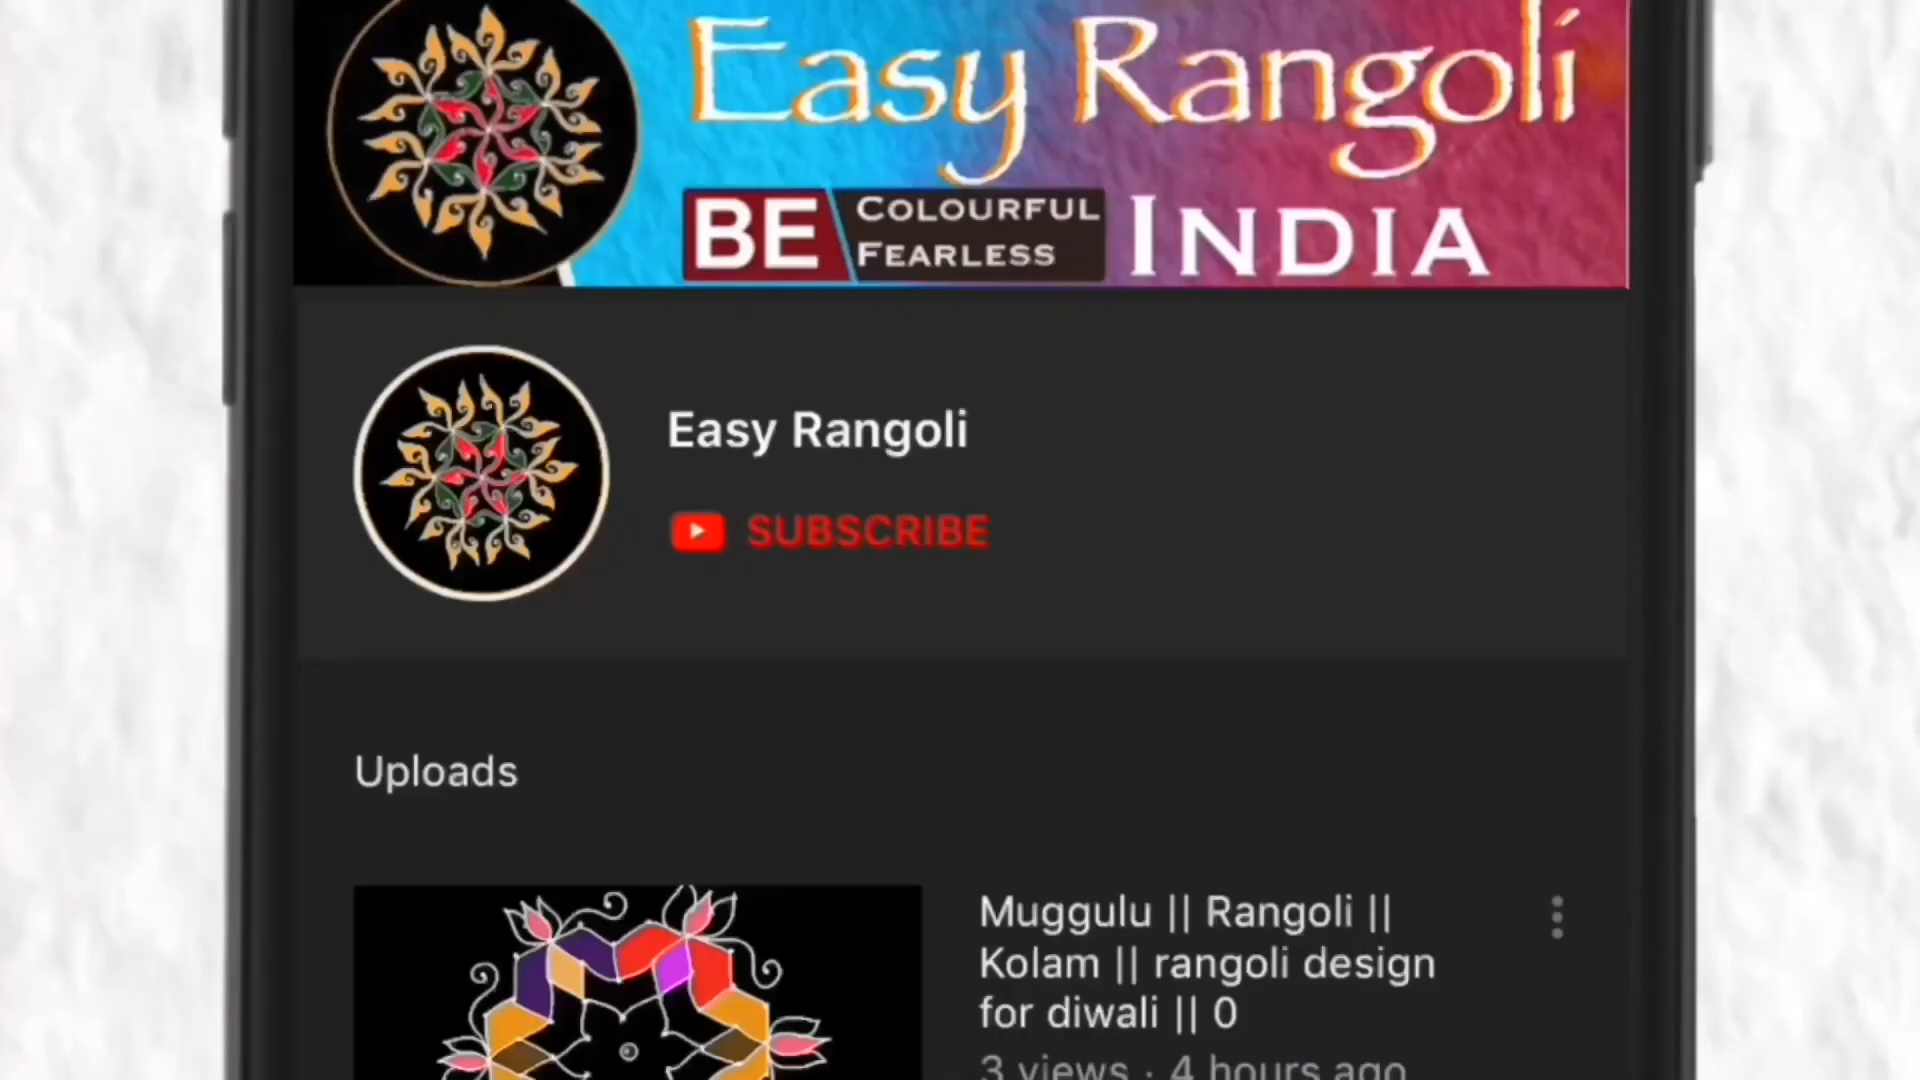 Easy Rangoli
BE COLOURFUL FEARLESS INDIA
Easy Rangoli
SUBSCRIBE
Uploads
Muggulu || Rangoli ||
Kolam || rangoli design
for diwali || 0
3 views · 4 hours ago